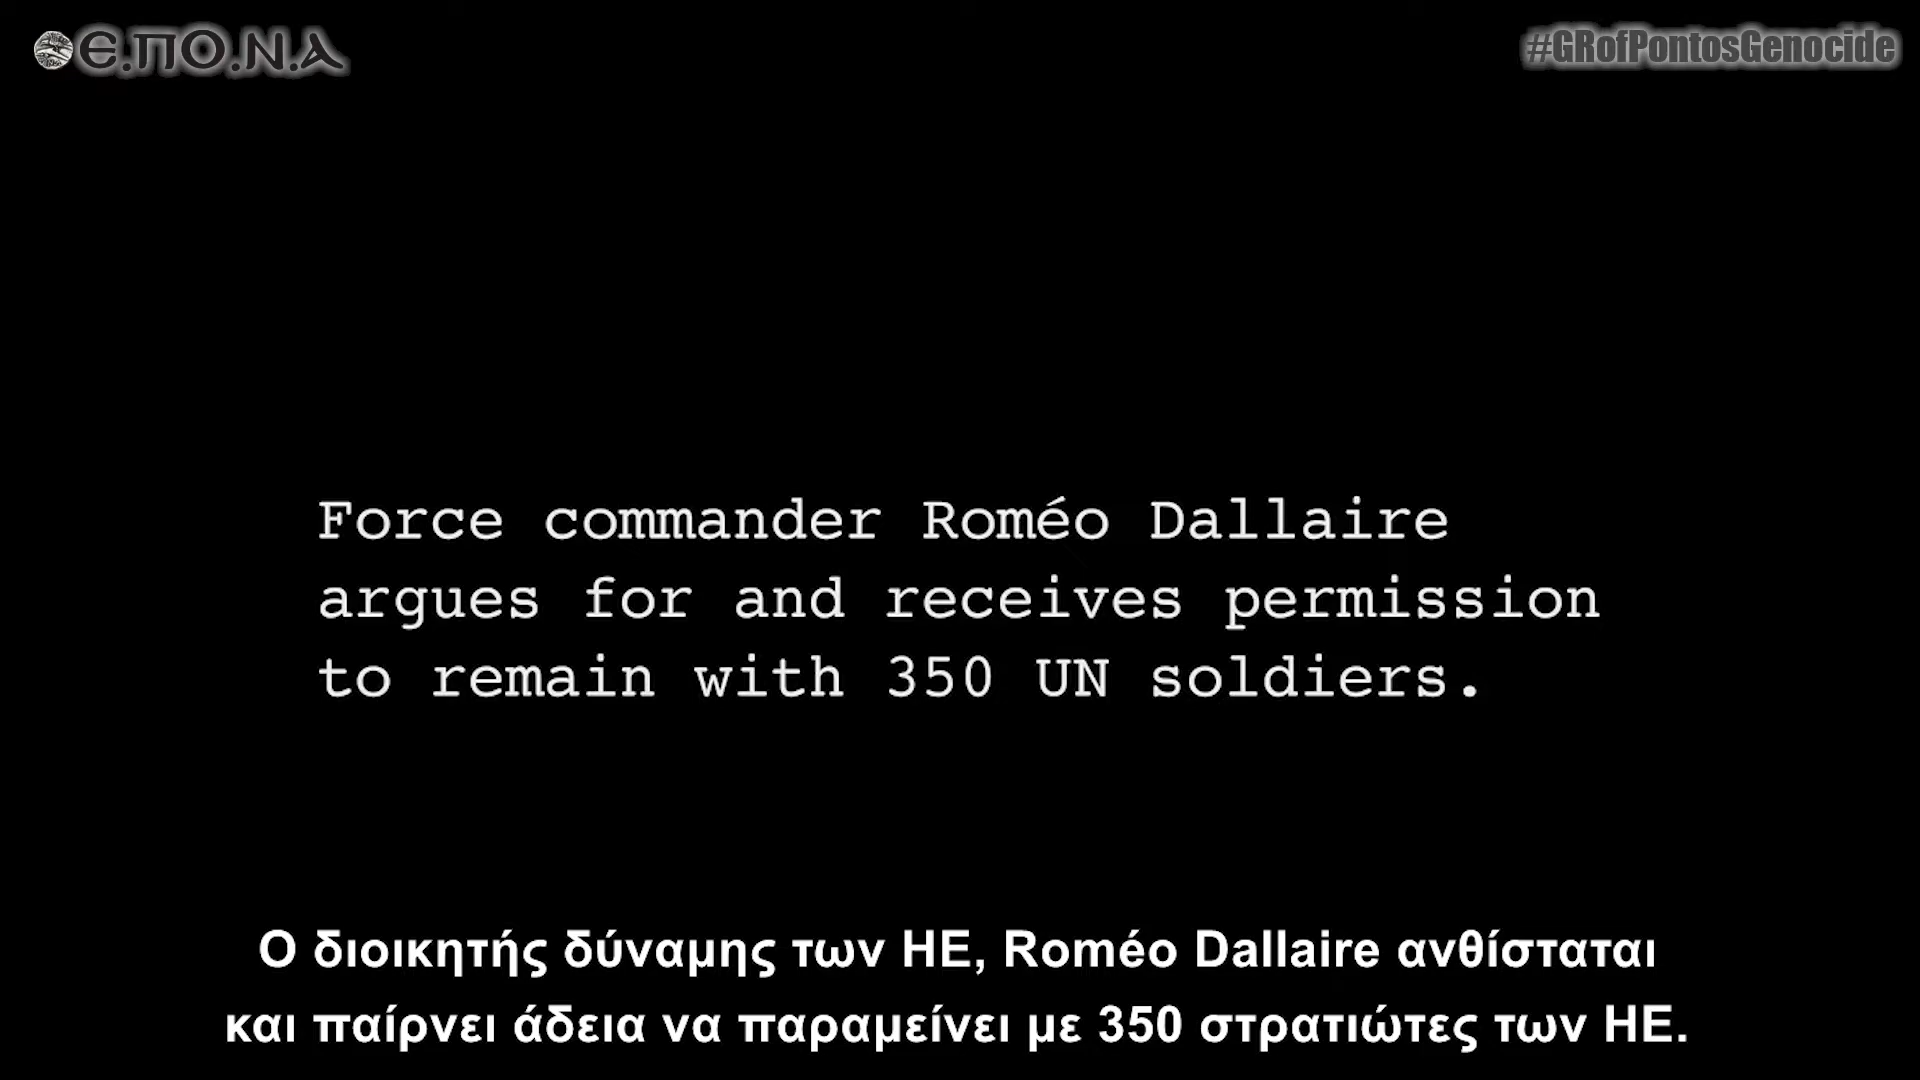 Ε.ΠΟ.Ν.Α
#GRofPontosGenocide
Force commander Roméo Dallaire
argues for and receives permission
to remain with 350 UN soldiers.
Ο διοικητής δύναμης των ΗΕ, Roméo Dallaire ανθίσταται
και παίρνει άδεια να παραμείνει με 350 στρατιώτες των ΗΕ.